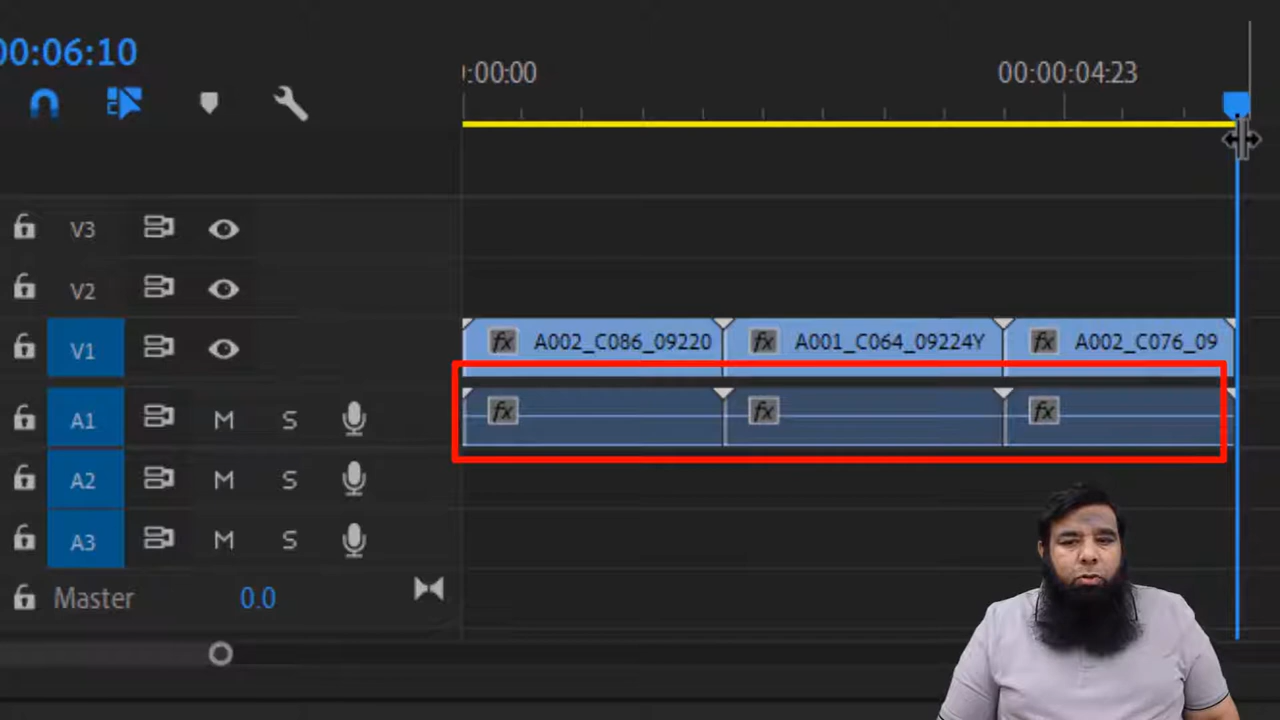 00:06:10
:00:00
00:00:04:23
V3
V2
V1
fx A002_C086_09220
fx A001_C064_09224Y
fx A002_C076_09
A1 M S
fx
fx
fx
A2 M S
A3 M S
Master 0.0